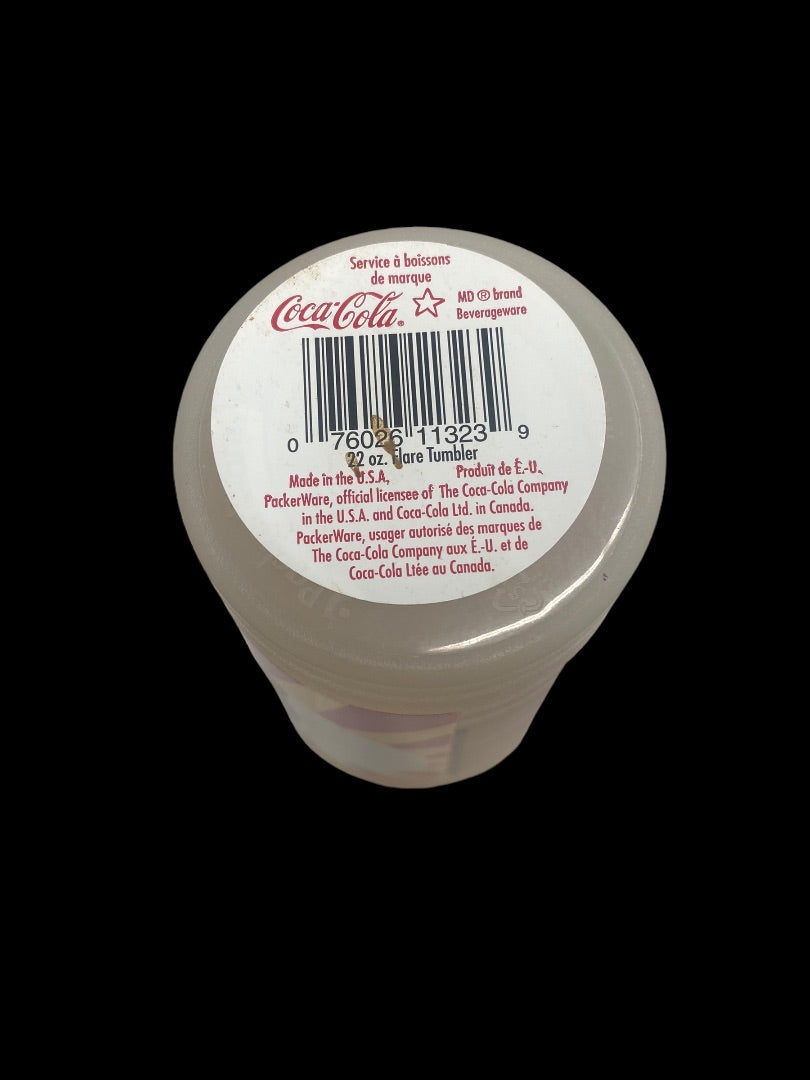 Service à boissons
de marque
Coca-Cola® ☆ MD ® brand
Beverageware
0 76026 11323 9
22 oz. Flare Tumbler
Made in the U.S.A. Produit de É.-U.
PackerWare, official licensee of The Coca-Cola Company
in the U.S.A. and Coca-Cola Ltd. in Canada.
PackerWare, usager autorisé des marques de
The Coca-Cola Company aux É.-U. et de
Coca-Cola Ltée au Canada.